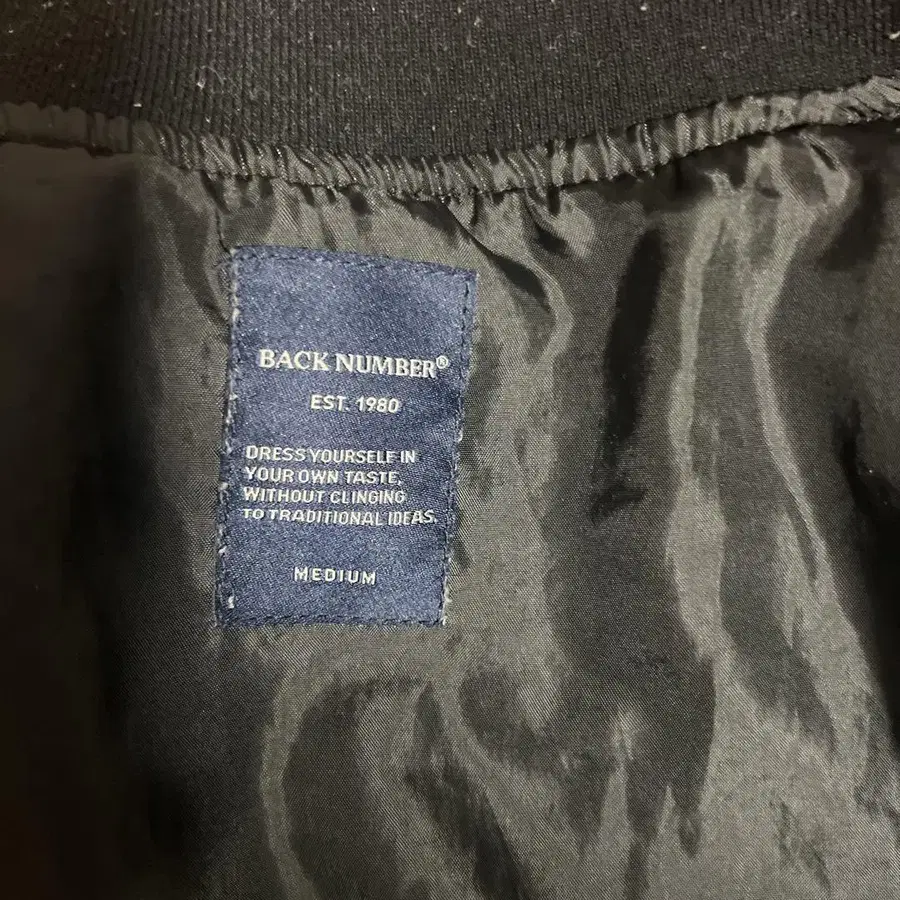 BACK NUMBER®
EST. 1980
DRESS YOURSELF IN
YOUR OWN TASTE,
WITHOUT CLINGING
TO TRADITIONAL IDEAS.
MEDIUM